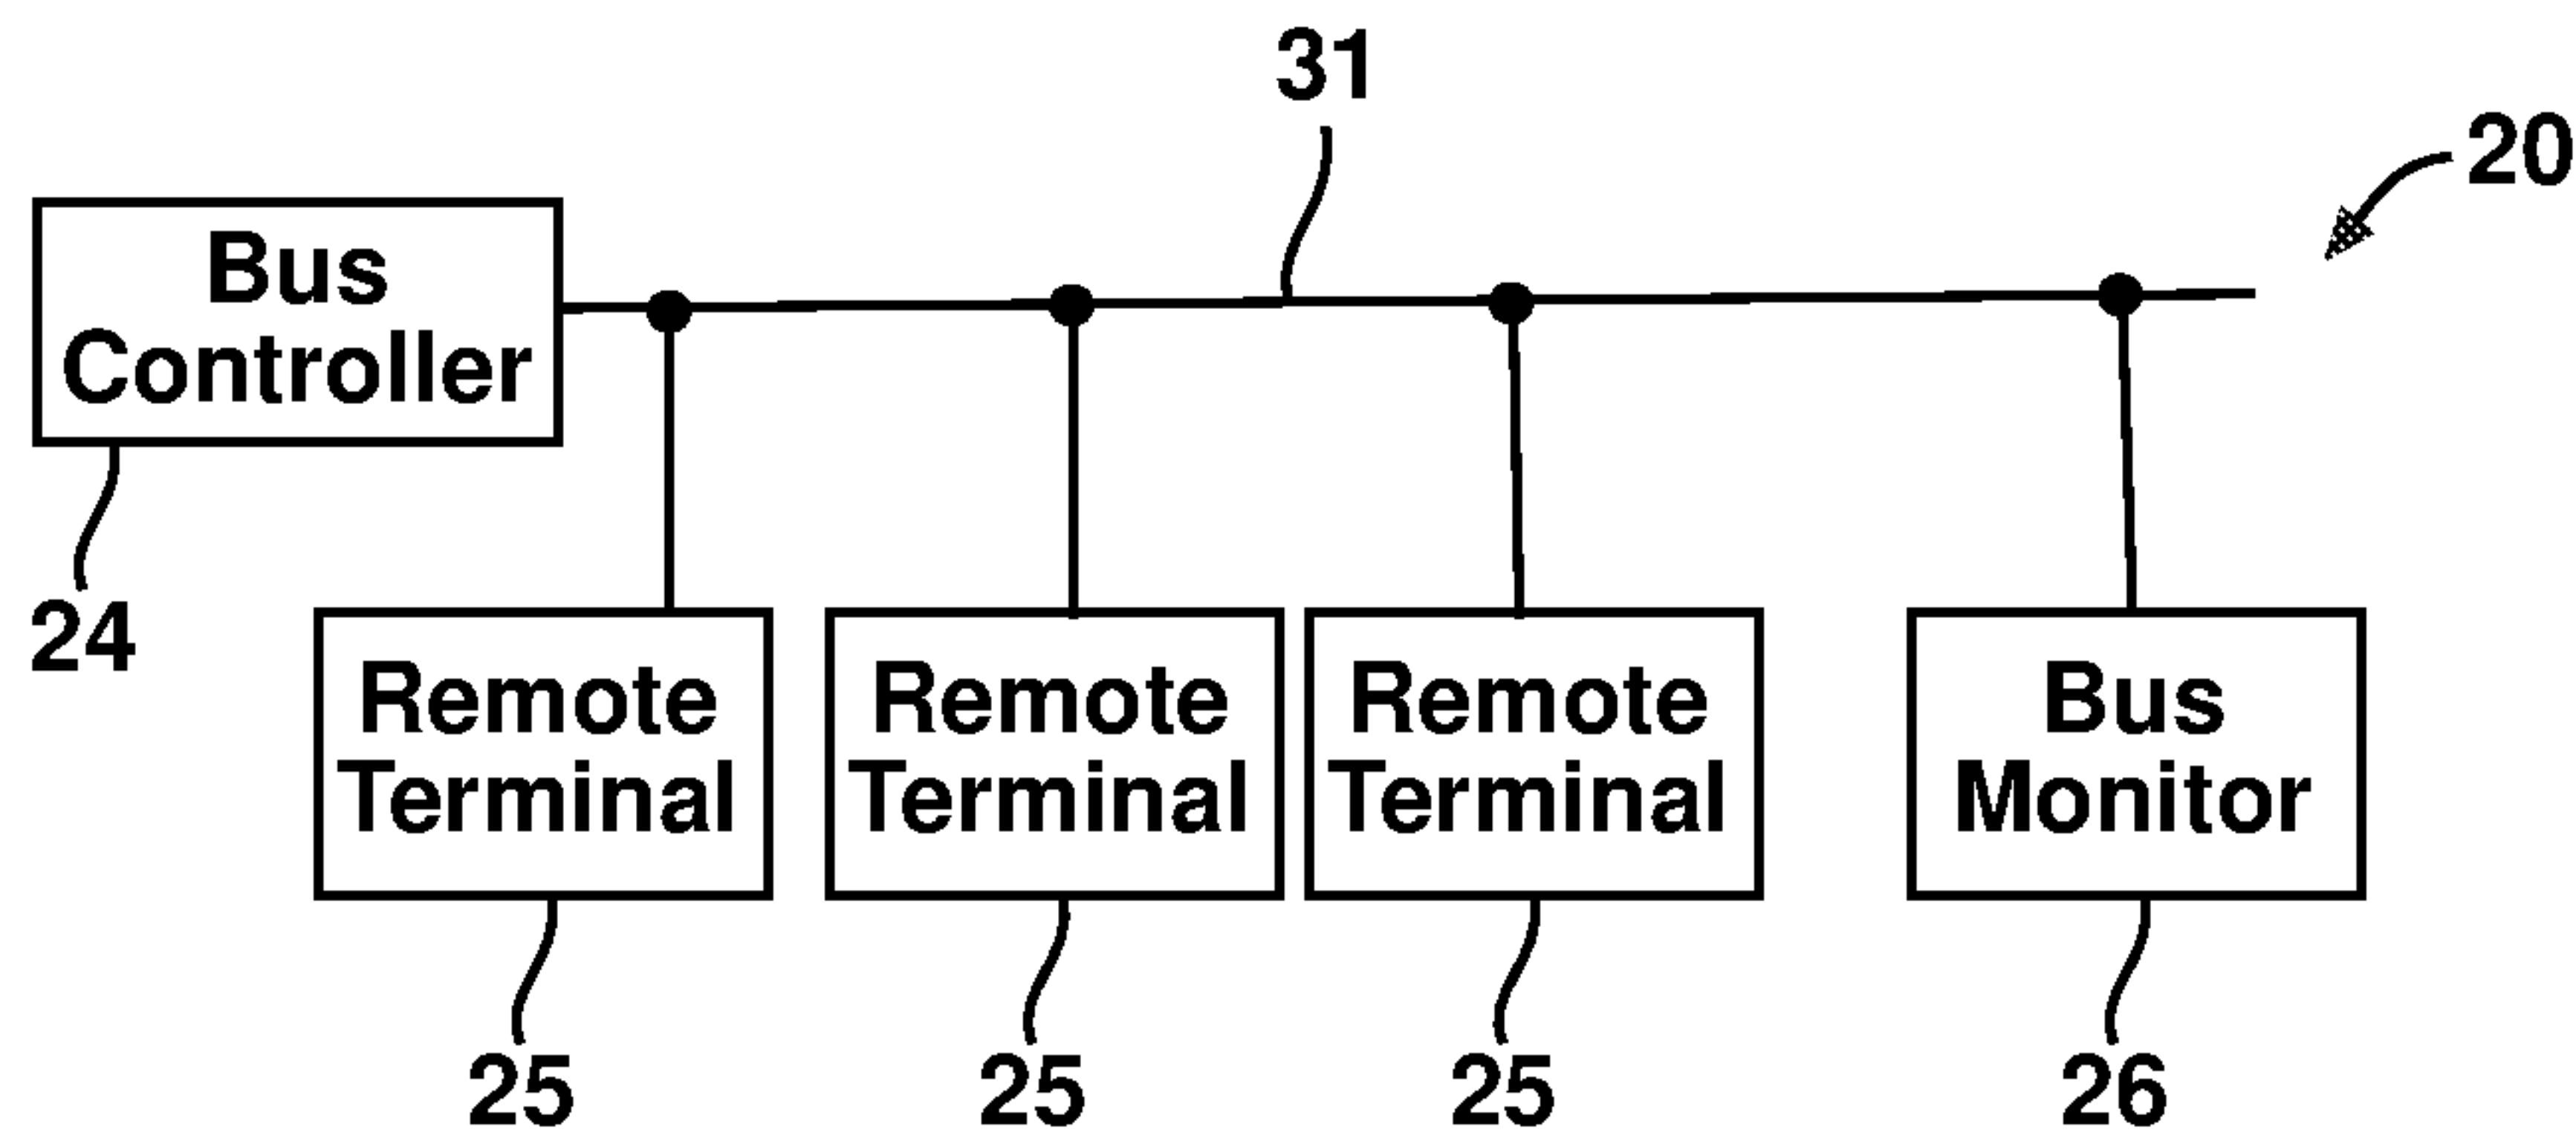 31
20
Bus
Controller
24
Remote
Terminal
Remote
Terminal
Remote
Terminal
Bus
Monitor
25
25
25
26